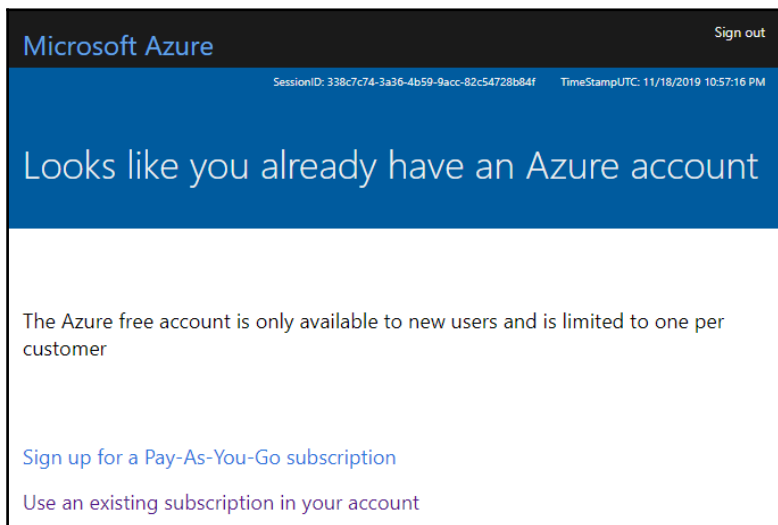 Sign out
Microsoft Azure
SessionID: 338c7c74-3a36-4b59-9acc-82c54728b84f TimeStampUTC: 11/18/2019 10:57:16 PM
Looks like you already have an Azure account
The Azure free account is only available to new users and is limited to one per
customer
Sign up for a Pay-As-You-Go subscription
Use an existing subscription in your account